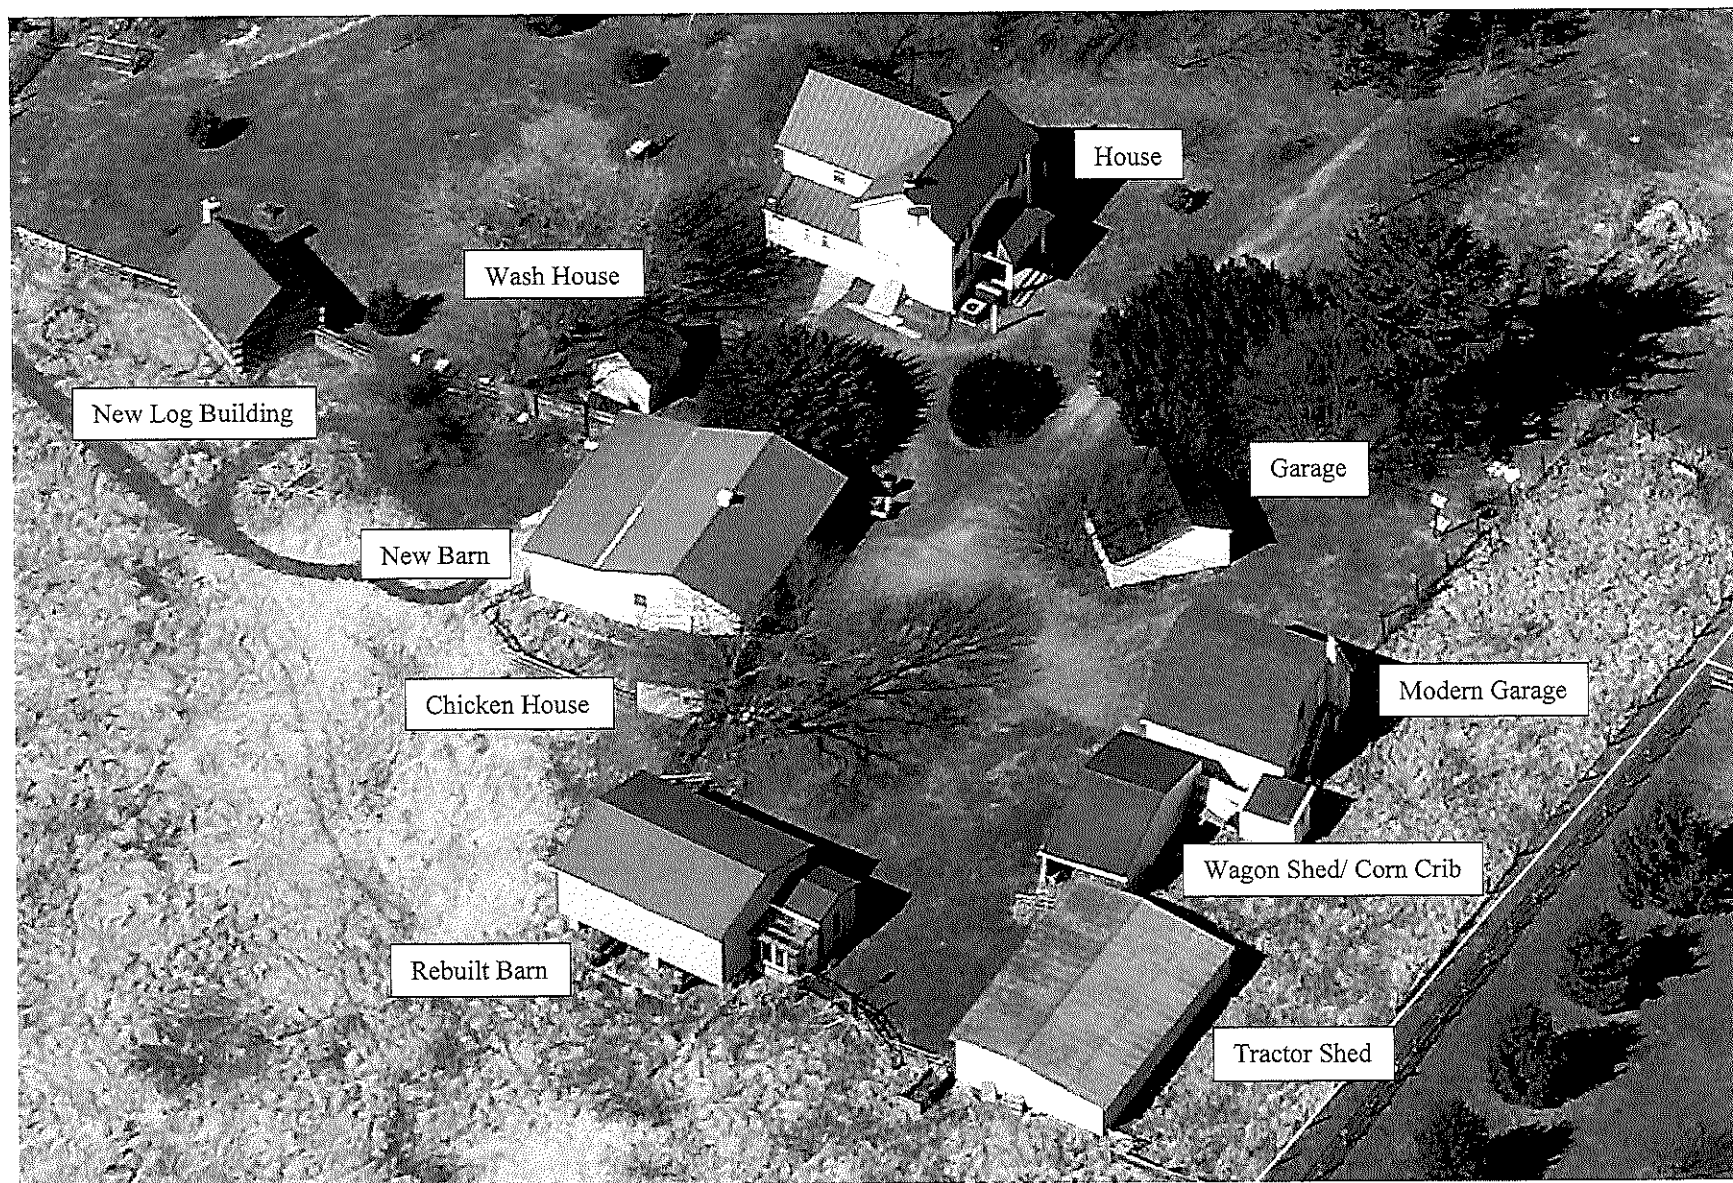 House
Wash House
New Log Building
Garage
New Barn
Modern Garage
Chicken House
Wagon Shed/ Corn Crib
Rebuilt Barn
Tractor Shed